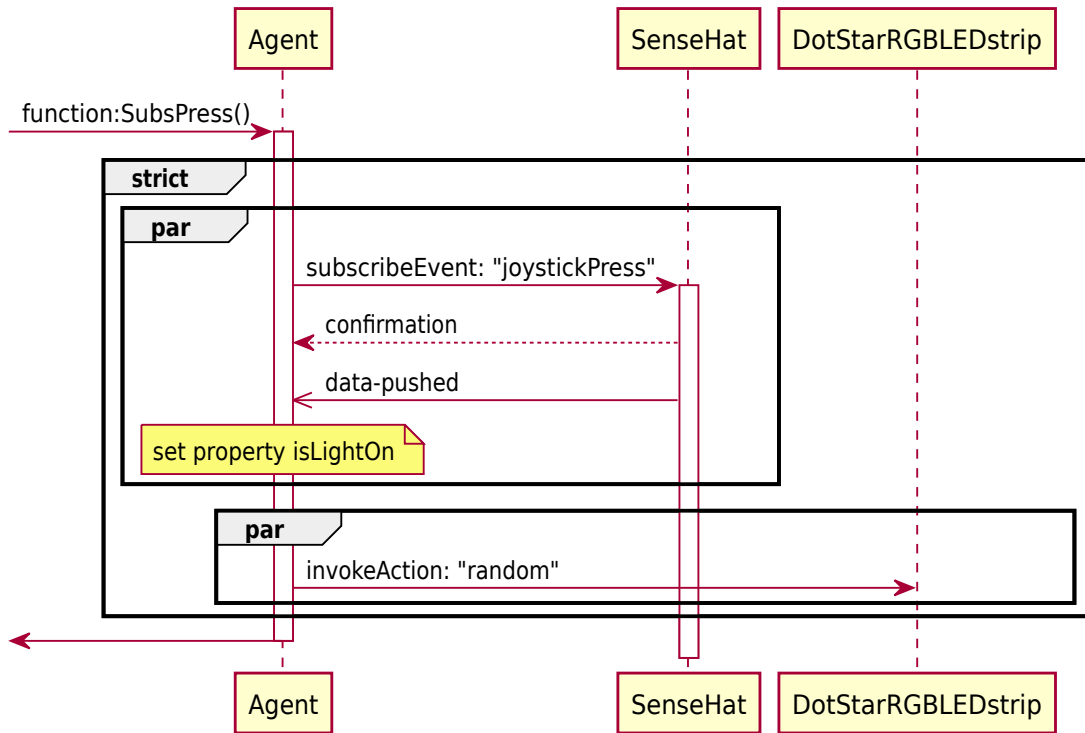 Agent
SenseHat
DotStarRGBLEDstrip
function:SubsPress()
strict
par
subscribeEvent: "joystickPress"
confirmation
data-pushed
set property isLightOn
par
invokeAction: "random"
Agent
SenseHat
DotStarRGBLEDstrip